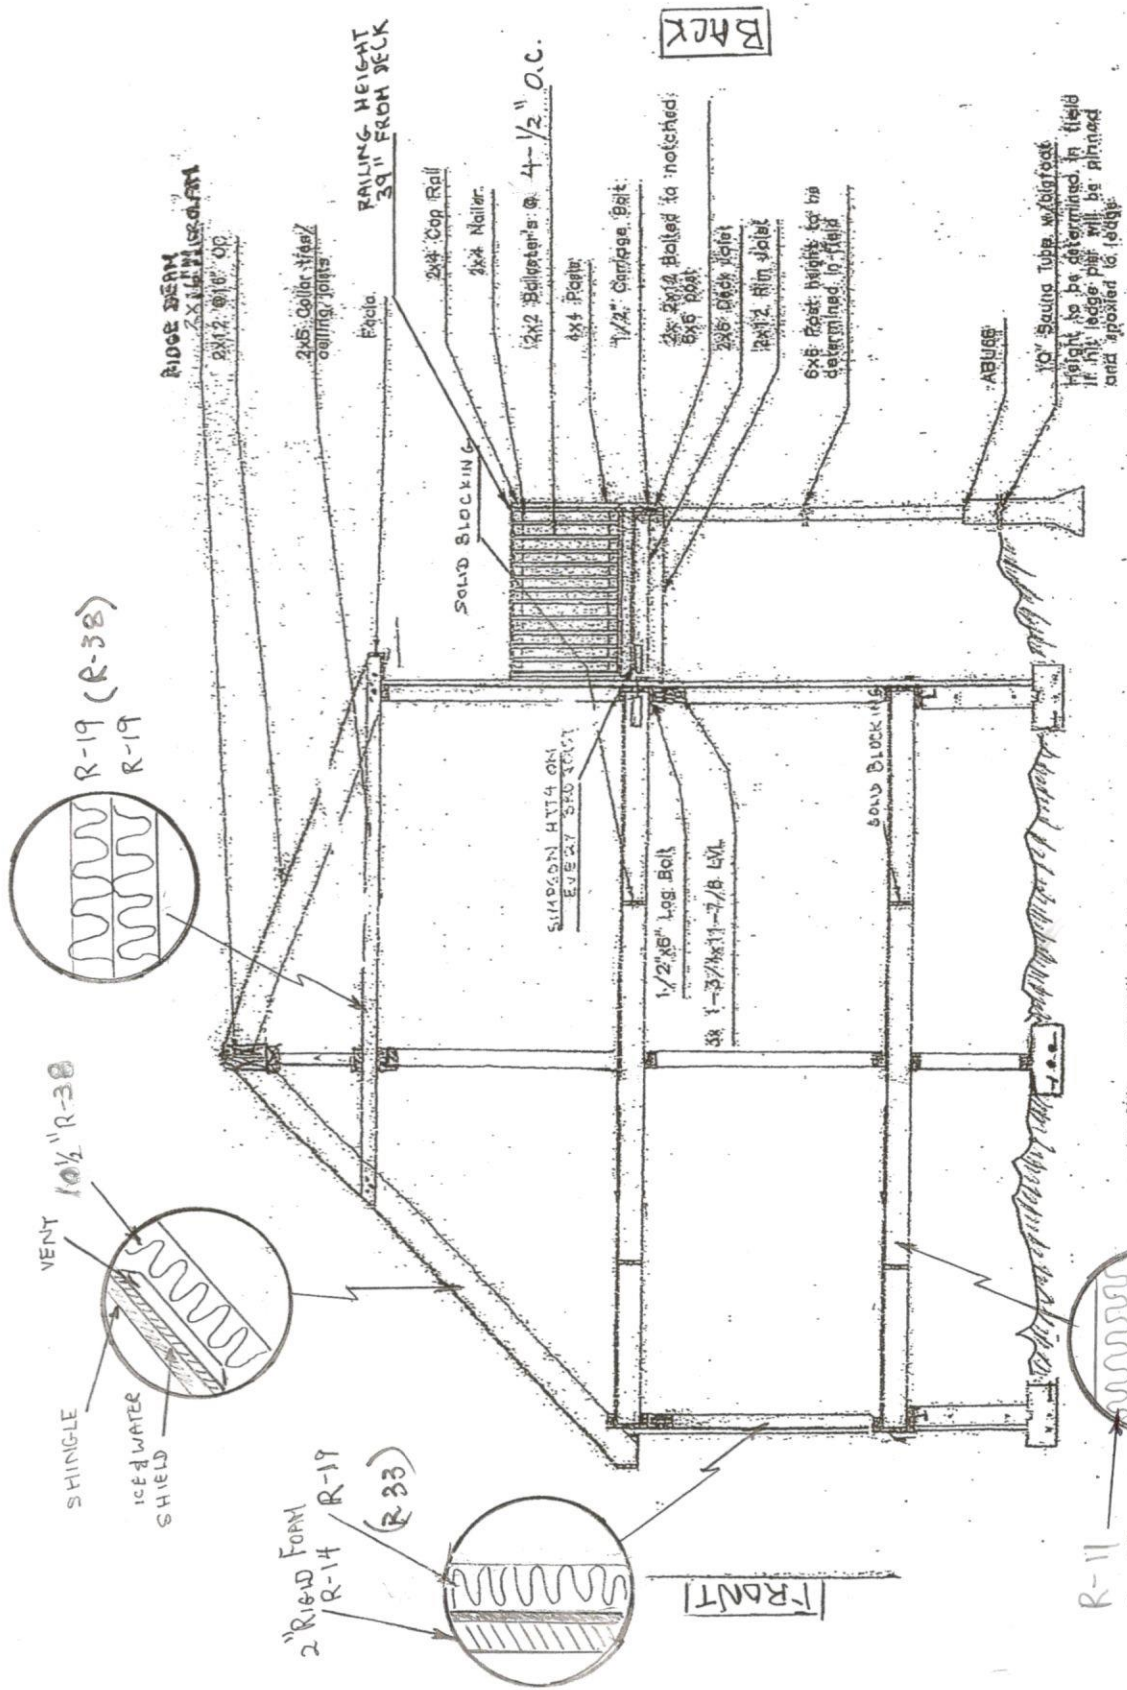 BACK
RIDGE BEAM
2x12 @16" OC
2x6 Collar ties/
ceiling joists
Facia
RAILING HEIGHT
39" FROM DECK
2x4 Cap Rail
2x4 Nailer
2x2 Ballaster's @ 4-1/2" O.C.
4x4 Posts
1/2" Carriage Bolt
2x 2x12 Bolted to notched
6x6 post
2x8 Deck joist
2x12 Rim Joist
6x6 Post height to be
determined in field
ABU66
10" Sauna Tube w/bigfoot
Height to be determined in field
If hit ledge pier will be pinned
and epoxied to ledge
SOLID BLOCKING
R-19 (R-38)
R-19
SIMPSON HTT4 ON
EVERY 3RD JOIST
1/2"x6" Lag Bolt
3x 1-3/4x11-7/8 LVL
SOLID BLOCKING
VENT
10½" R-38
SHINGLE
ICE & WATER
SHIELD
2" RIGID FOAM
R-14 R-19
(R-33)
FRONT
R-11